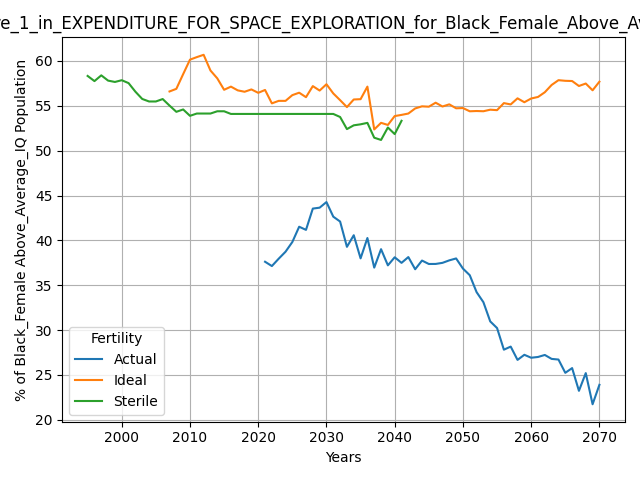 e_1_in_EXPENDITURE_FOR_SPACE_EXPLORATION_for_Black_Female_Above_A
% of Black_Female Above_Average_IQ Population
60
55
50
45
40
35
30
25
20
Fertility
Actual
Ideal
Sterile
2000 2010 2020 2030 2040 2050 2060 2070
Years